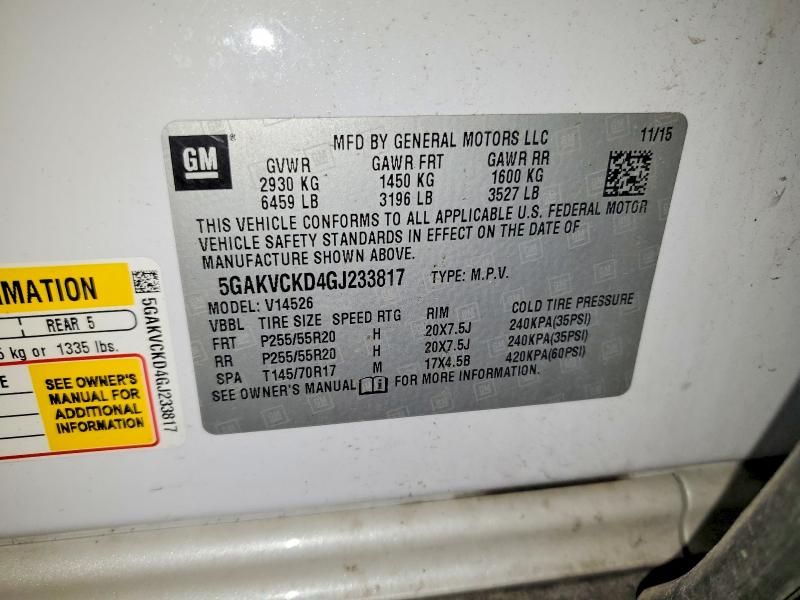 GM
MFD BY GENERAL MOTORS LLC 11/15
GVWR GAWR FRT GAWR RR
2930 KG 1450 KG 1600 KG
6459 LB 3196 LB 3527 LB
THIS VEHICLE CONFORMS TO ALL APPLICABLE U.S. FEDERAL MOTOR
VEHICLE SAFETY STANDARDS IN EFFECT ON THE DATE OF
MANUFACTURE SHOWN ABOVE.
5GAKVCKD4GJ233817 TYPE: M.P.V.
MODEL: V14526
VBBL TIRE SIZE SPEED RTG RIM COLD TIRE PRESSURE
FRT P255/55R20 H 20X7.5J 240KPA(35PSI)
RR P255/55R20 H 20X7.5J 240KPA(35PSI)
SPA T145/70R17 M 17X4.5B 420KPA(60PSI)
SEE OWNER'S MANUAL FOR MORE INFORMATION.
REAR 5
kg or 1335 lbs.
SEE OWNER'S
MANUAL FOR
ADDITIONAL
INFORMATION
5GAKVCKD4GJ233817